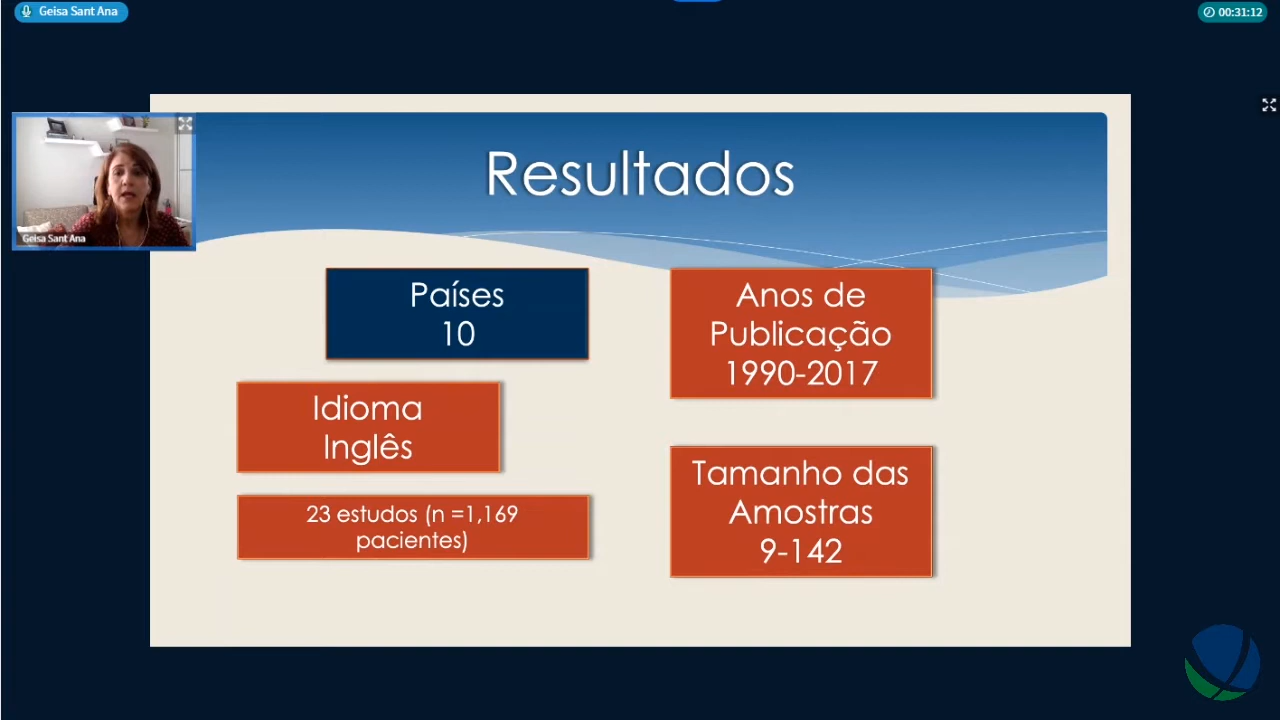 Geisa Sant Ana
00:31:12
Resultados
Geisa Sant Ana
Países
10
Anos de
Publicação
1990-2017
Idioma
Inglês
23 estudos (n =1,169
pacientes)
Tamanho das
Amostras
9-142